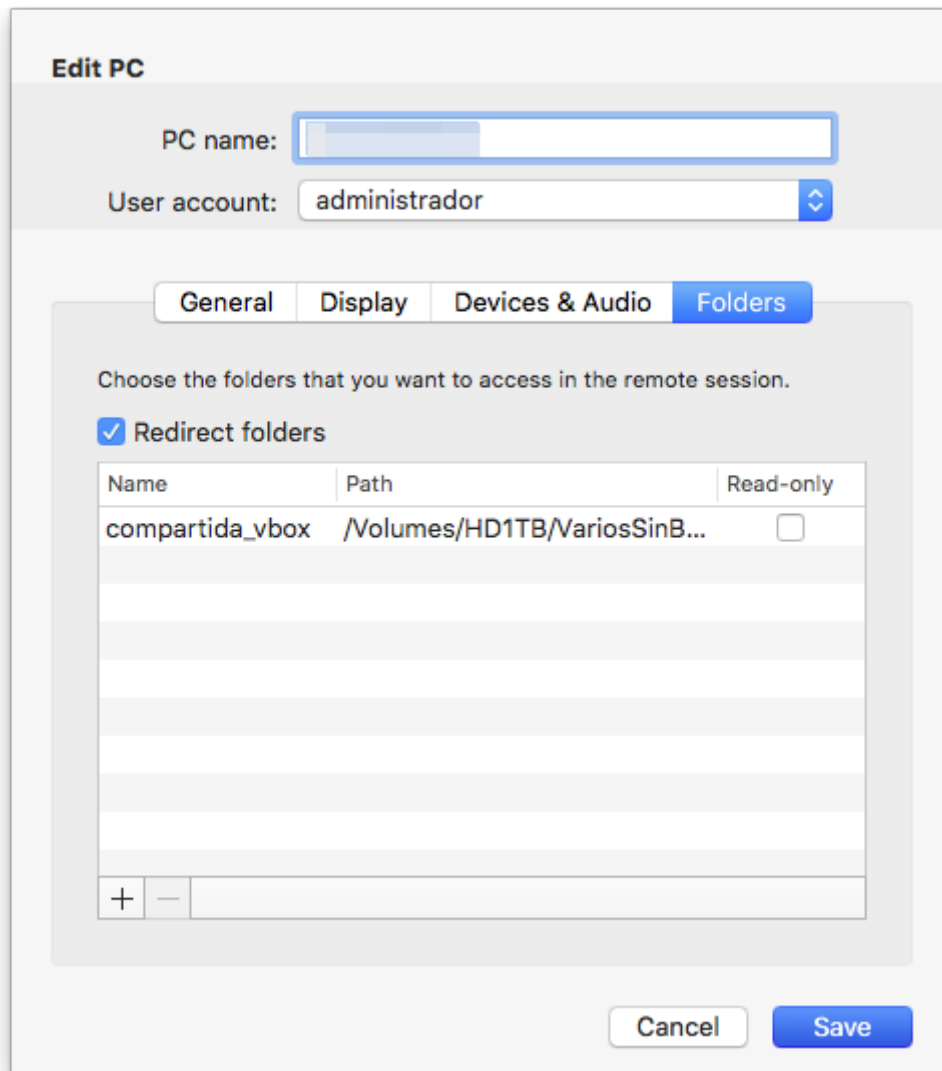 Edit PC
PC name:
User account: administrador
General Display Devices & Audio Folders
Choose the folders that you want to access in the remote session.
Redirect folders
Name Path Read-only
compartida_vbox /Volumes/HD1TB/VariosSinB...
Cancel Save